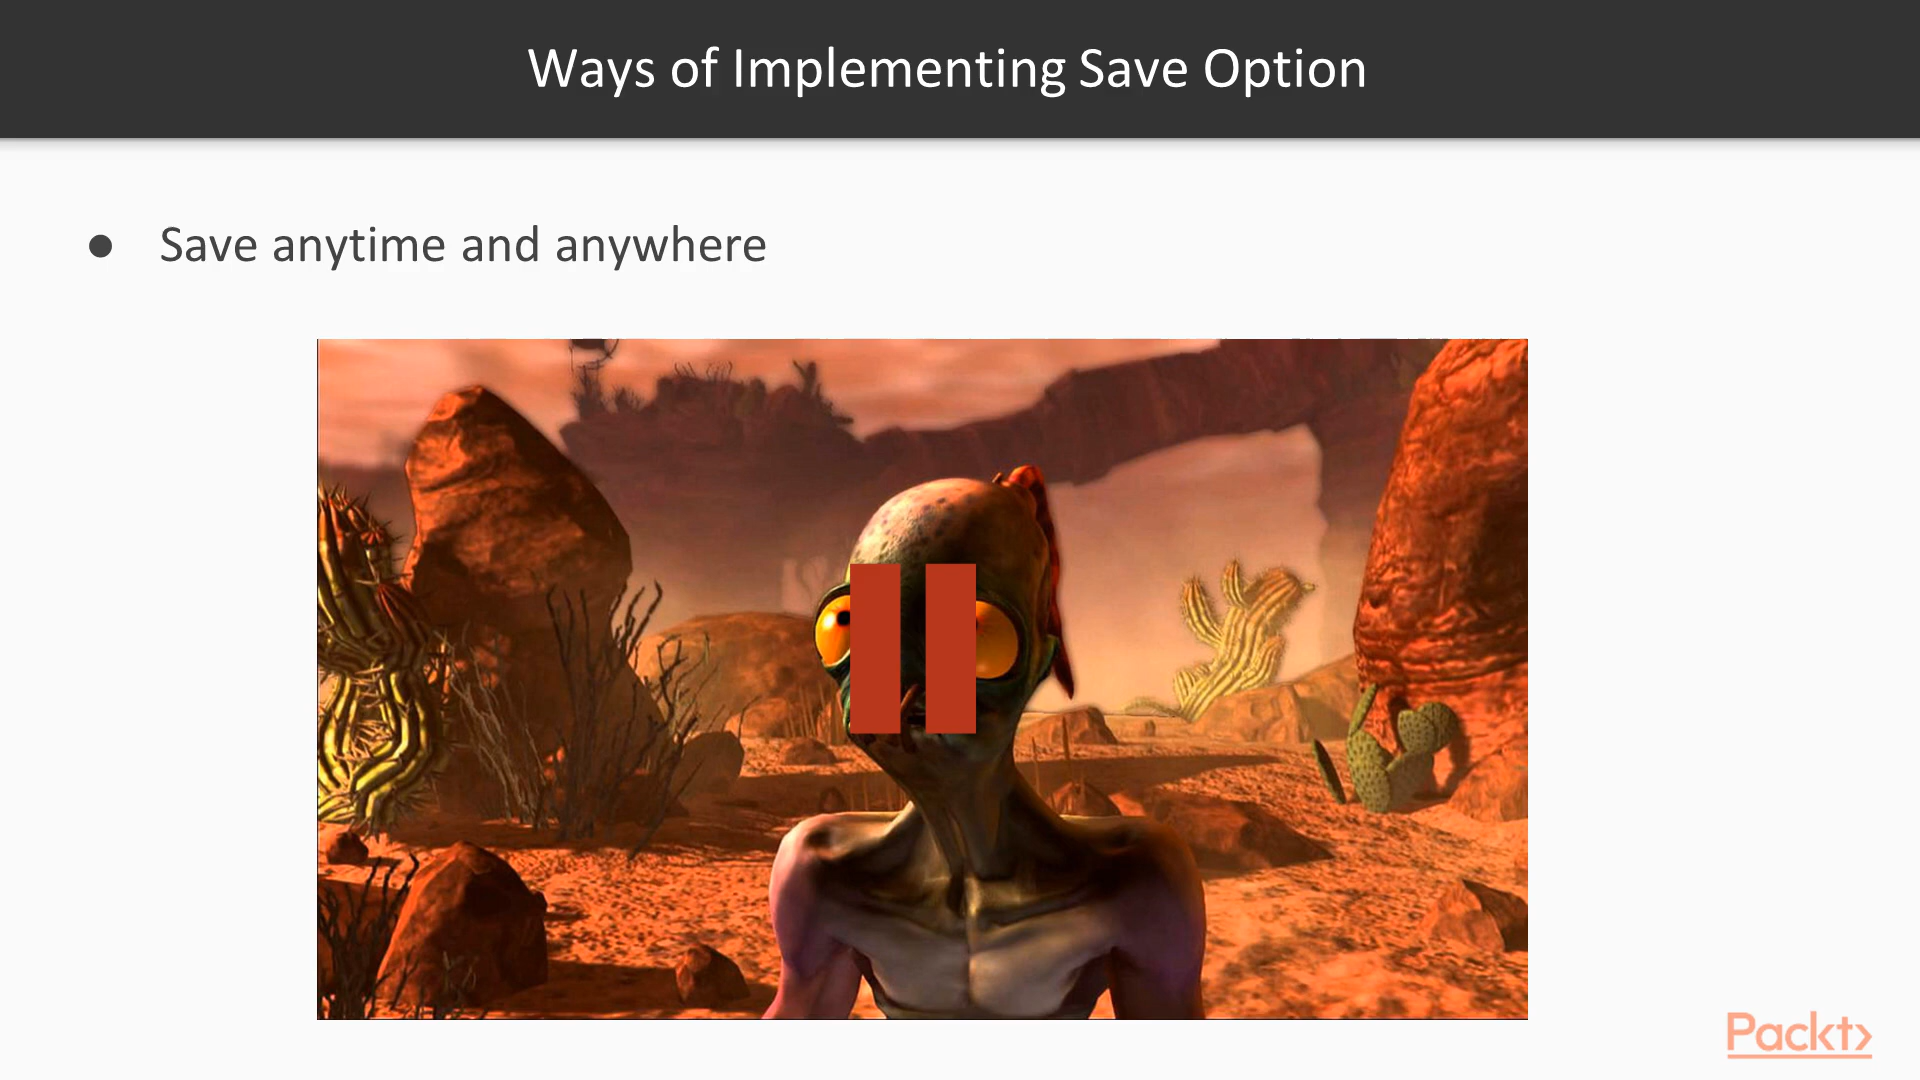 Ways of Implementing Save Option
● Save anytime and anywhere
Packt>